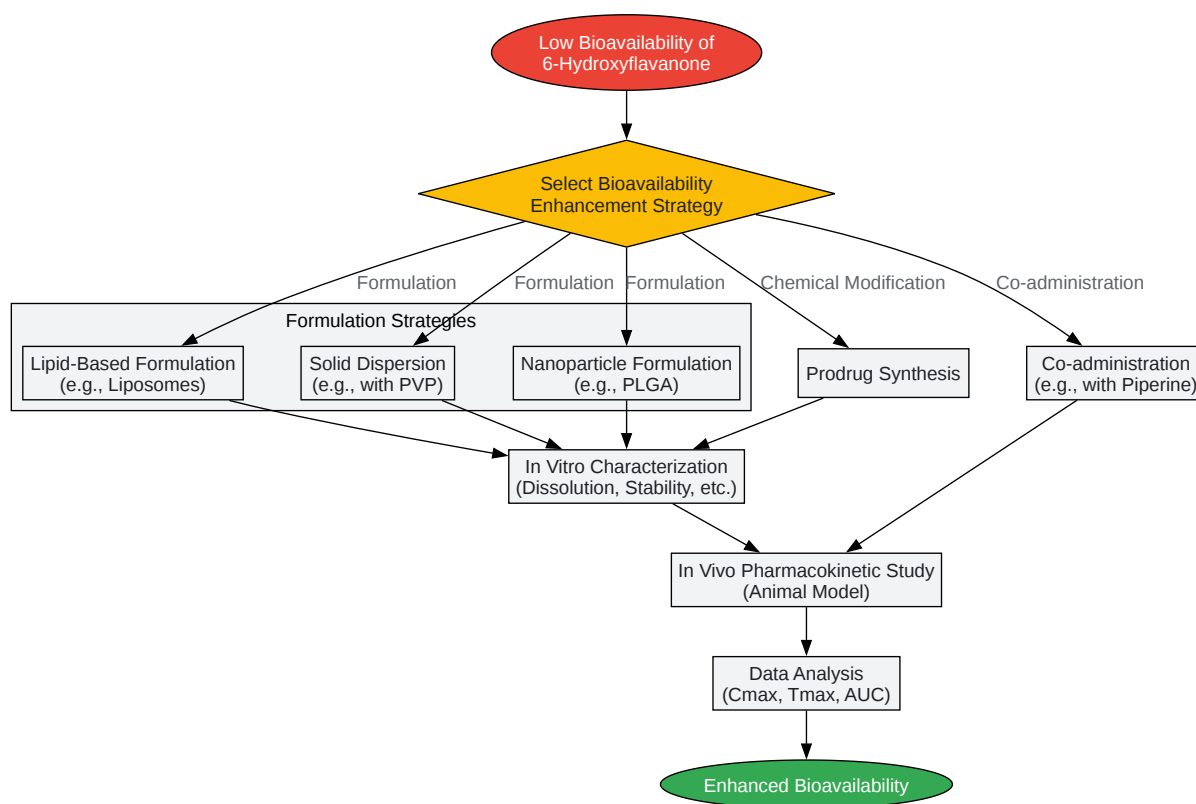 Low Bioavailability of
6-Hydroxyflavanone
Select Bioavailability
Enhancement Strategy
Formulation
Formulation
Formulation
Chemical Modification
Co-administration
Formulation Strategies
Lipid-Based Formulation
(e.g., Liposomes)
Solid Dispersion
(e.g., with PVP)
Nanoparticle Formulation
(e.g., PLGA)
Prodrug Synthesis
Co-administration
(e.g., with Piperine)
In Vitro Characterization
(Dissolution, Stability, etc.)
In Vivo Pharmacokinetic Study
(Animal Model)
Data Analysis
(Cmax, Tmax, AUC)
Enhanced Bioavailability